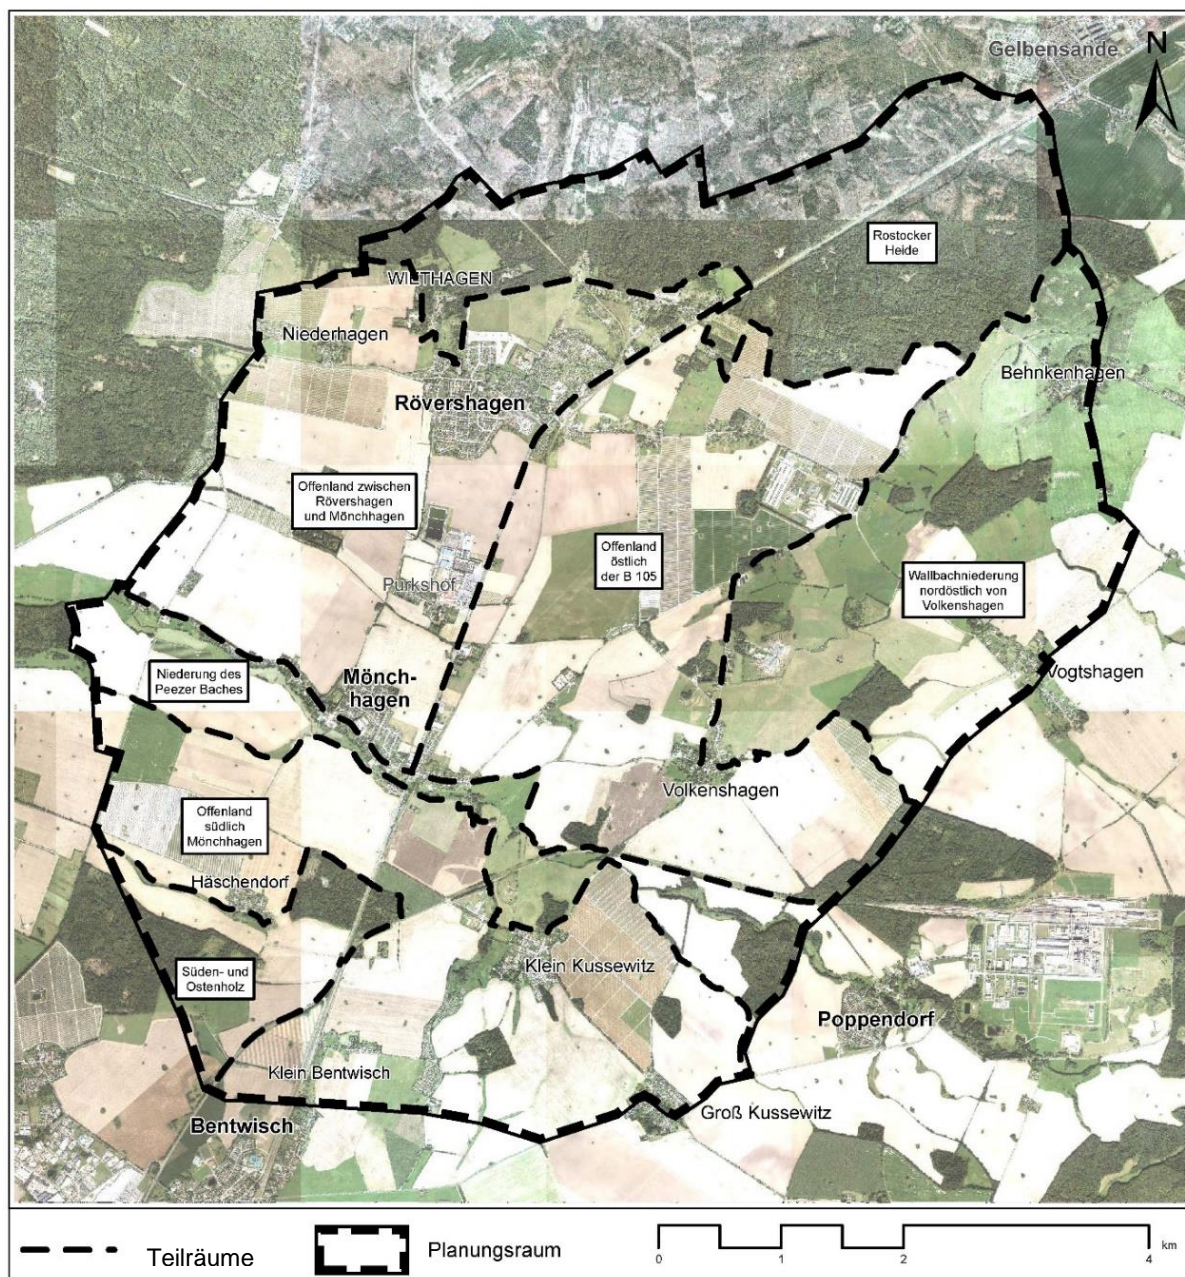 Gelbensande
N
Rostocker
Heide
WILTHAGEN
Niederhagen
Behnkenhagen
Rövershagen
Offenland zwischen
Rövershagen
und Mönchhagen
Offenland
östlich
der B 105
Purkshof
Wallbachniederung
nordöstlich von
Volkenshagen
Niederung des
Peezer Baches
Mönch-
hagen
Vogtshagen
Volkenshagen
Offenland
südlich
Mönchhagen
Häschendorf
Süden- und
Ostenholz
Klein Kussewitz
Poppendorf
Klein Bentwisch
Groß Kussewitz
Bentwisch
Teilräume
Planungsraum
km
0 1 2 4